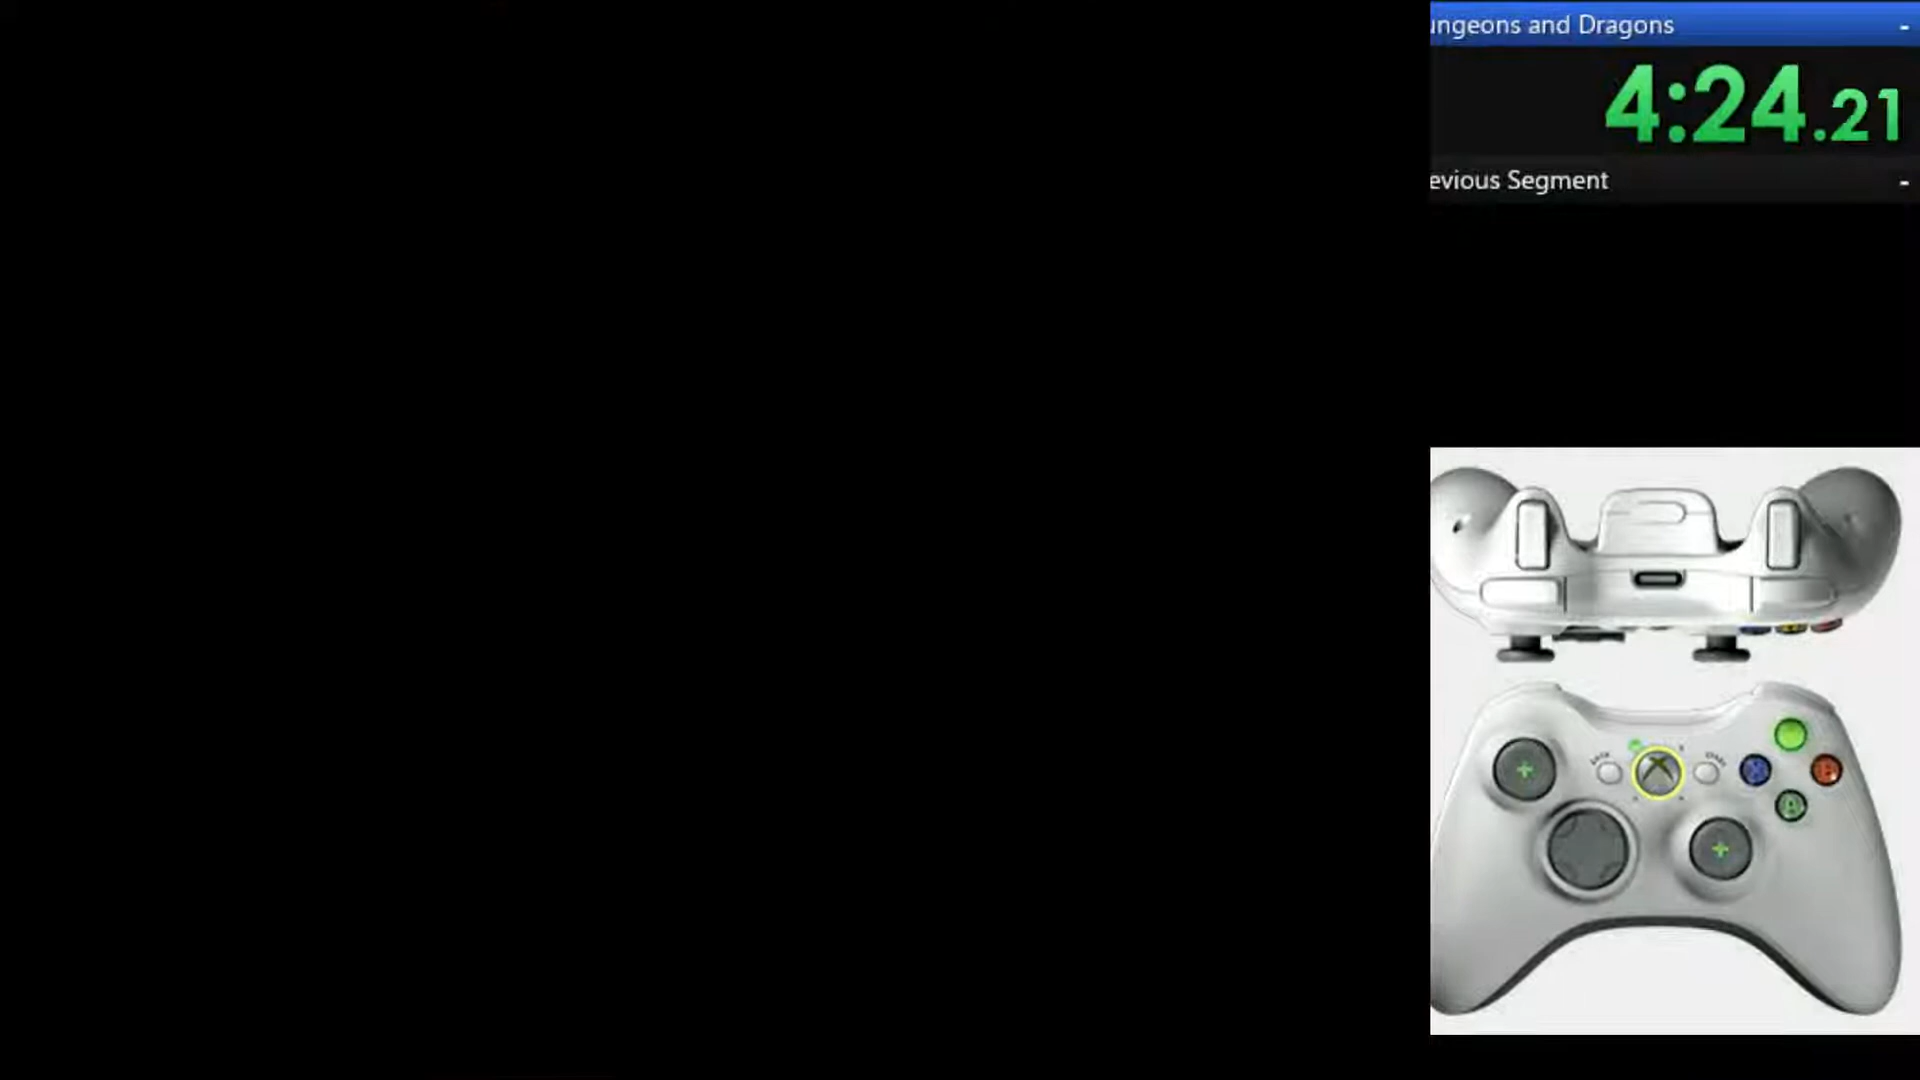 ungeons and Dragons -
4:24.21
evious Segment -
X
B
A